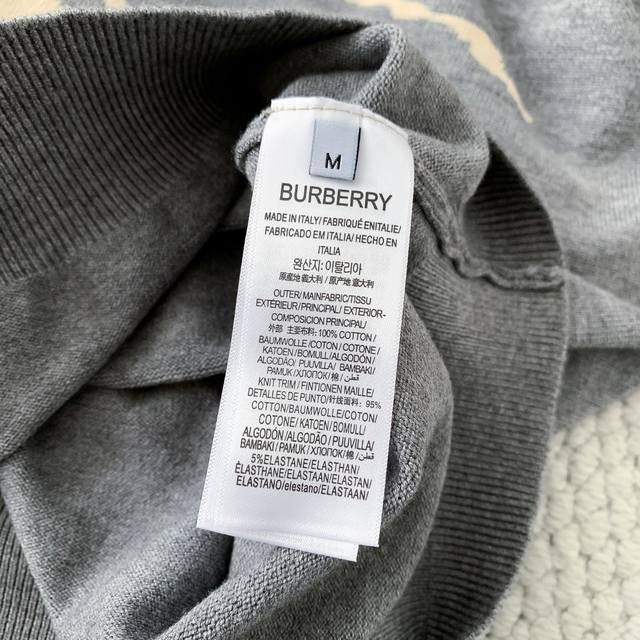 M
BURBERRY
MADE IN ITALY/ FABRIQUÉ ENITALIE/
FABRICADO EM ITALIA/ HECHO EN
ITALIA
원산지: 이탈리아
原産地 義大利 / 原产地 意大利
OUTER/MAINFABRIC/TISSU
EXTÉRIEUR/PRINCIPAL/ EXTERIOR-
COMPOSICION PRINCIPAL/
外部 主要布料: 100% COTTON/
BAUMWOLLE/COTON/ COTONE/
KATOEN/ BOMULL/ ALGODÓN/
ALGODÃO/ PUUVILLA/ BAMBAKI/
PAMUK /ХЛОПОК/ 棉/ قطن/
KNIT TRIM / FINTIONEN MAILLE/
DETALLES DE PUNTO/ 针绒面料: 95%
COTTON/BAUMWOLLE/COTON/
COTONE/ KATOEN/ BOMULL/
ALGODÓN/ALGODÃO/ PUUVILLA/
BAMBAKI/ PAMUK/ХЛОПОК/棉/ قطن/
5%ELASTANE/ELASTHAN/
ÉLASTHANE/ELASTAAN/ELASTAN/
ELASTANO/elestano/ ELASTAAN/